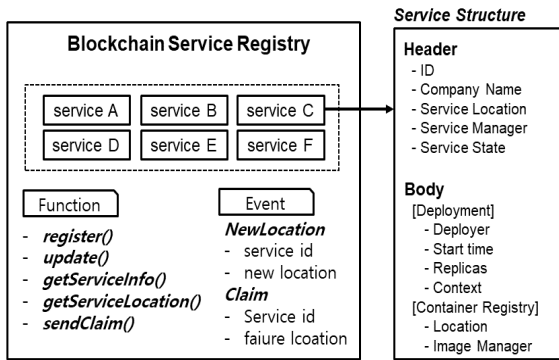 Blockchain Service Registry
service A
service B
service C
service D
service E
service F
Function
- register()
- update()
- getServiceInfo()
- getServiceLocation()
- sendClaim()
Event
NewLocation
- service id
- new location
Claim
- Service id
- faiure lcoation
Service Structure
Header
- ID
- Company Name
- Service Location
- Service Manager
- Service State
Body
[Deployment]
- Deployer
- Start time
- Replicas
- Context
[Container Registry]
- Location
- Image Manager